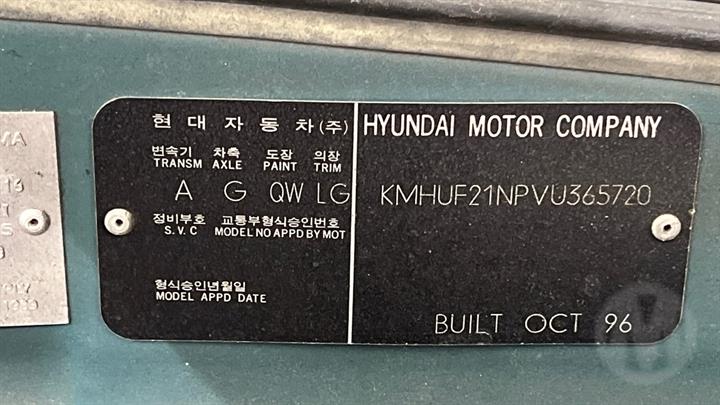 현대자동차(주)
HYUNDAI MOTOR COMPANY
변속기 차축 도장 의장
TRANSM AXLE PAINT TRIM
A G QW LG
KMHUF21NPVU365720
정비부호 교통부형식승인번호
S.V.C MODEL NO APPD BY MOT
형식승인년월일
MODEL APPD DATE
BUILT OCT 96